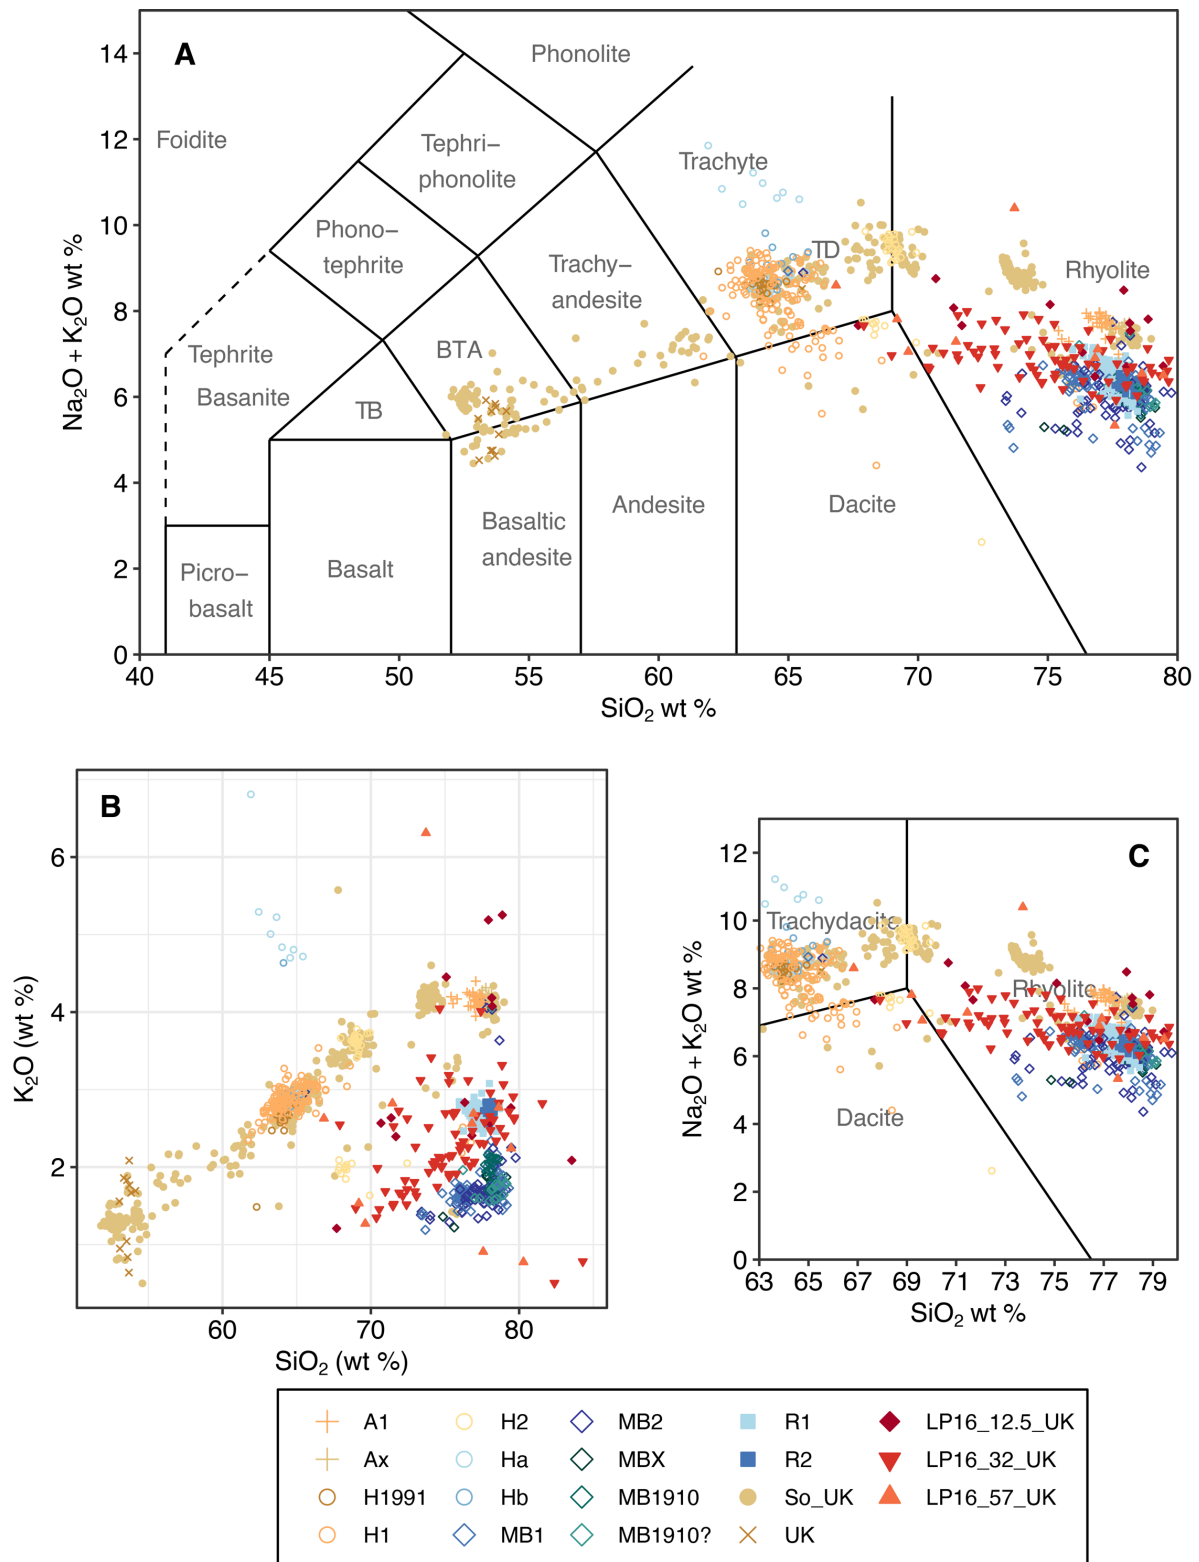 A
Phonolite
Foidite
Tephri–
phonolite
Trachyte
Phono–
tephrite
Trachy–
andesite
TD
Rhyolite
Tephrite
Basanite
BTA
TB
Basaltic
andesite
Andesite
Dacite
Picro–
basalt
Basalt
14
12
10
8
6
4
2
0
Na₂O + K₂O wt %
40 45 50 55 60 65 70 75 80
SiO₂ wt %
B
6
4
2
K₂O (wt %)
60 70 80
SiO₂ (wt %)
C
Trachydacite
Rhyolite
Dacite
12
10
8
6
4
2
0
Na₂O + K₂O wt %
63 65 67 69 71 73 75 77 79
SiO₂ wt %
A1 H2 MB2 R1 LP16_12.5_UK
Ax Ha MBX R2 LP16_32_UK
H1991 Hb MB1910 So_UK LP16_57_UK
H1 MB1 MB1910? UK